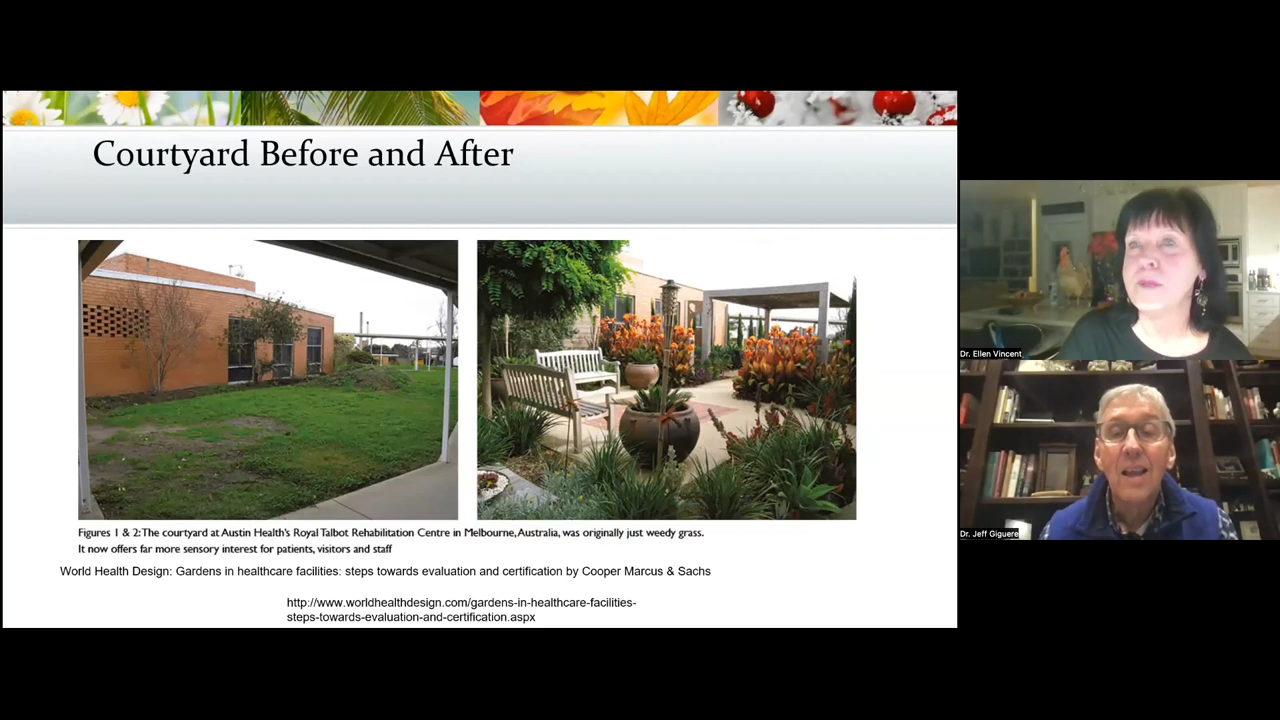 Courtyard Before and After
Figures 1 & 2:The courtyard at Austin Health's Royal Talbot Rehabilitation Centre in Melbourne, Australia, was originally just weedy grass.
It now offers far more sensory interest for patients, visitors and staff
World Health Design: Gardens in healthcare facilities: steps towards evaluation and certification by Cooper Marcus & Sachs
http://www.worldhealthdesign.com/gardens-in-healthcare-facilities-
steps-towards-evaluation-and-certification.aspx
Dr. Ellen Vincent
Dr. Jeff Giguere